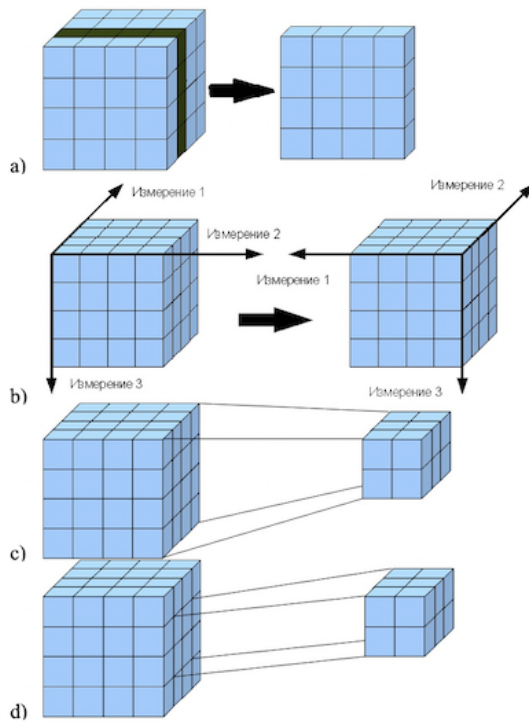 a)
Измерение 1
Измерение 2
Измерение 3
Измерение 2
Измерение 1
Измерение 3
b)
c)
d)